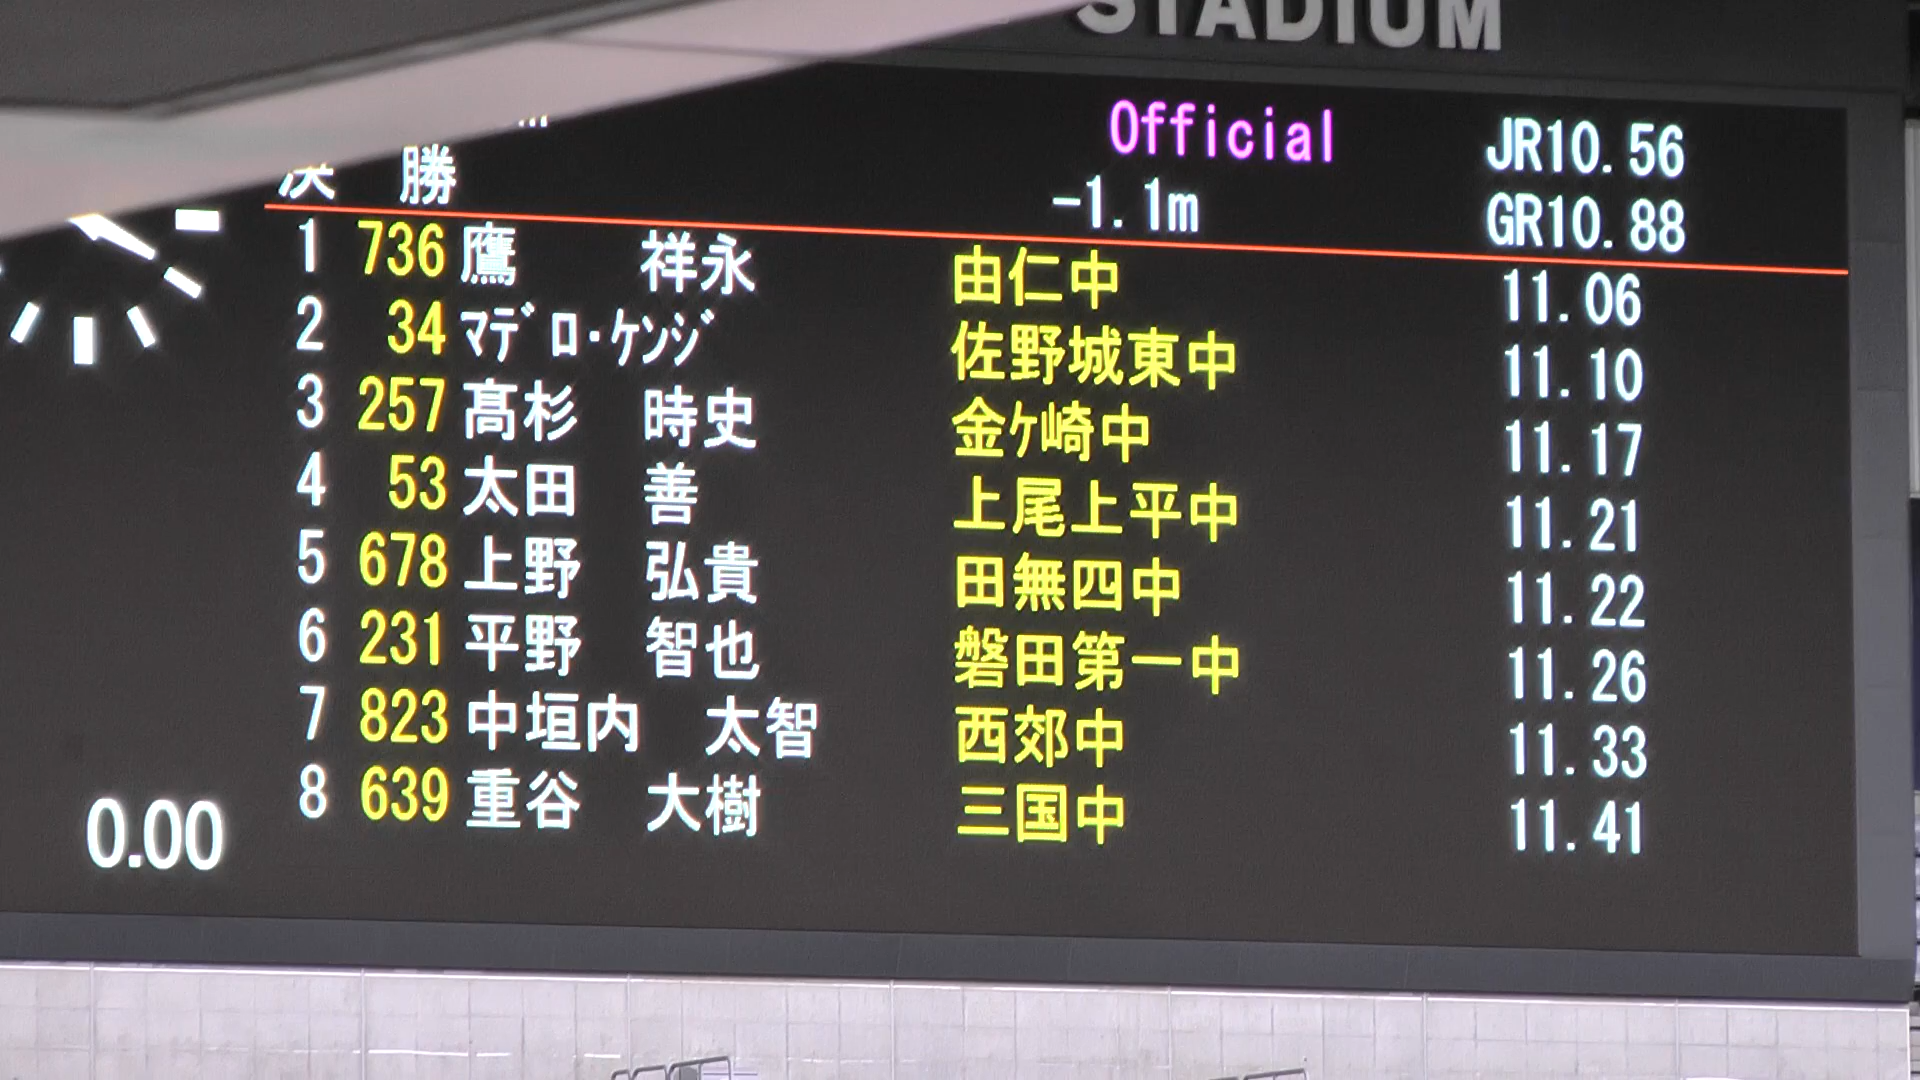 STADIUM
Official JR10.56
決 勝 -1.1m GR10.88
1 736 鷹 祥永 由仁中 11.06
2 34 ﾏﾃﾞﾛ･ｹﾝｼﾞ 佐野城東中 11.10
3 257 髙杉 時史 金ｹ崎中 11.17
4 53 太田 善 上尾上平中 11.21
5 678 上野 弘貴 田無四中 11.22
6 231 平野 智也 磐田第一中 11.26
7 823 中垣内 太智 西郊中 11.33
8 639 重谷 大樹 三国中 11.41
0.00